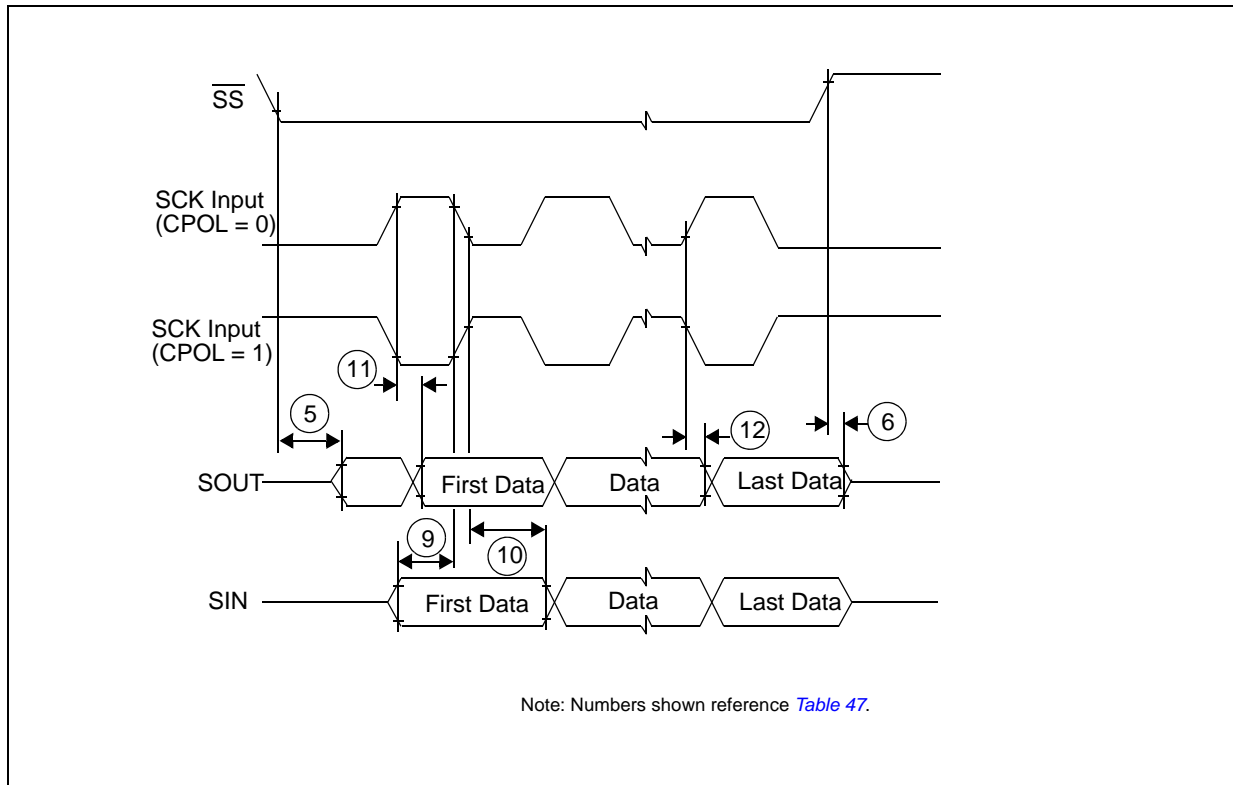 SS
SCK Input
(CPOL = 0)
SCK Input
(CPOL = 1)
11
5
12
6
SOUT
First Data
Data
Last Data
9
10
SIN
First Data
Data
Last Data
Note: Numbers shown reference Table 47.